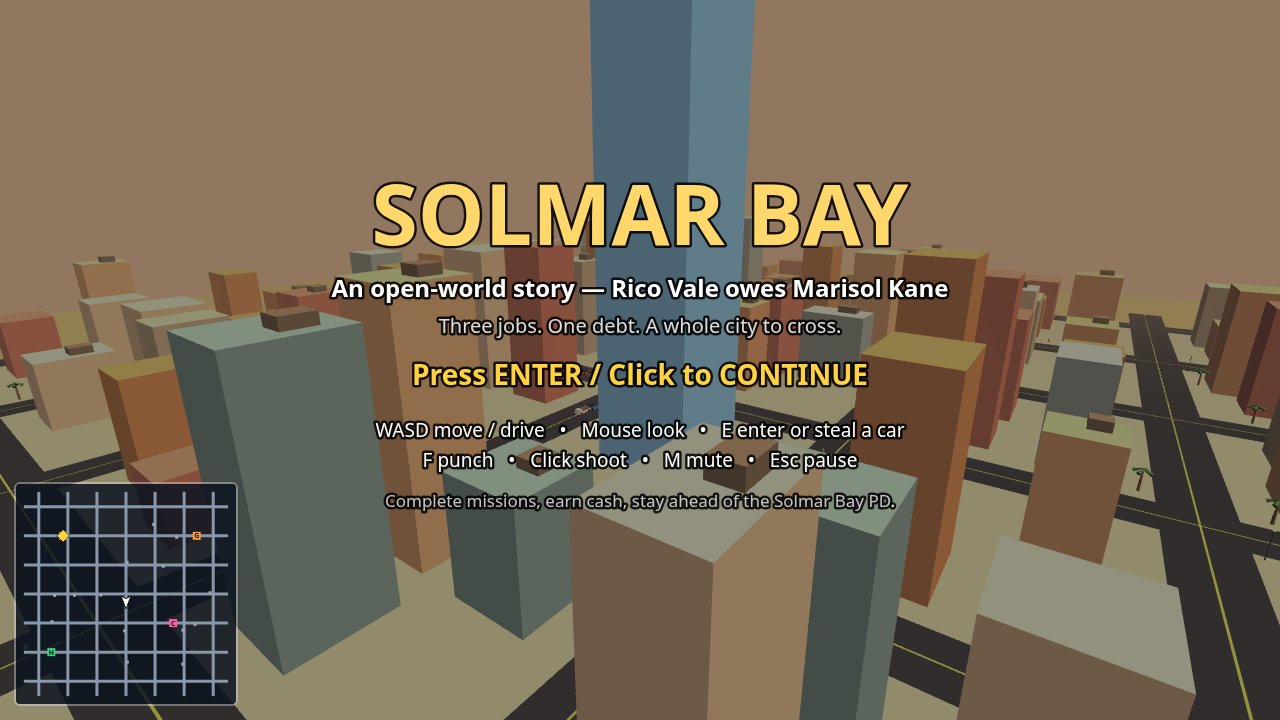 SOLMAR BAY
An open-world story — Rico Vale owes Marisol Kane
Three jobs. One debt. A whole city to cross.
Press ENTER / Click to CONTINUE
WASD move / drive • Mouse look • E enter or steal a car
F punch • Click shoot • M mute • Esc pause
Complete missions, earn cash, stay ahead of the Solmar Bay PD.
G
C
H